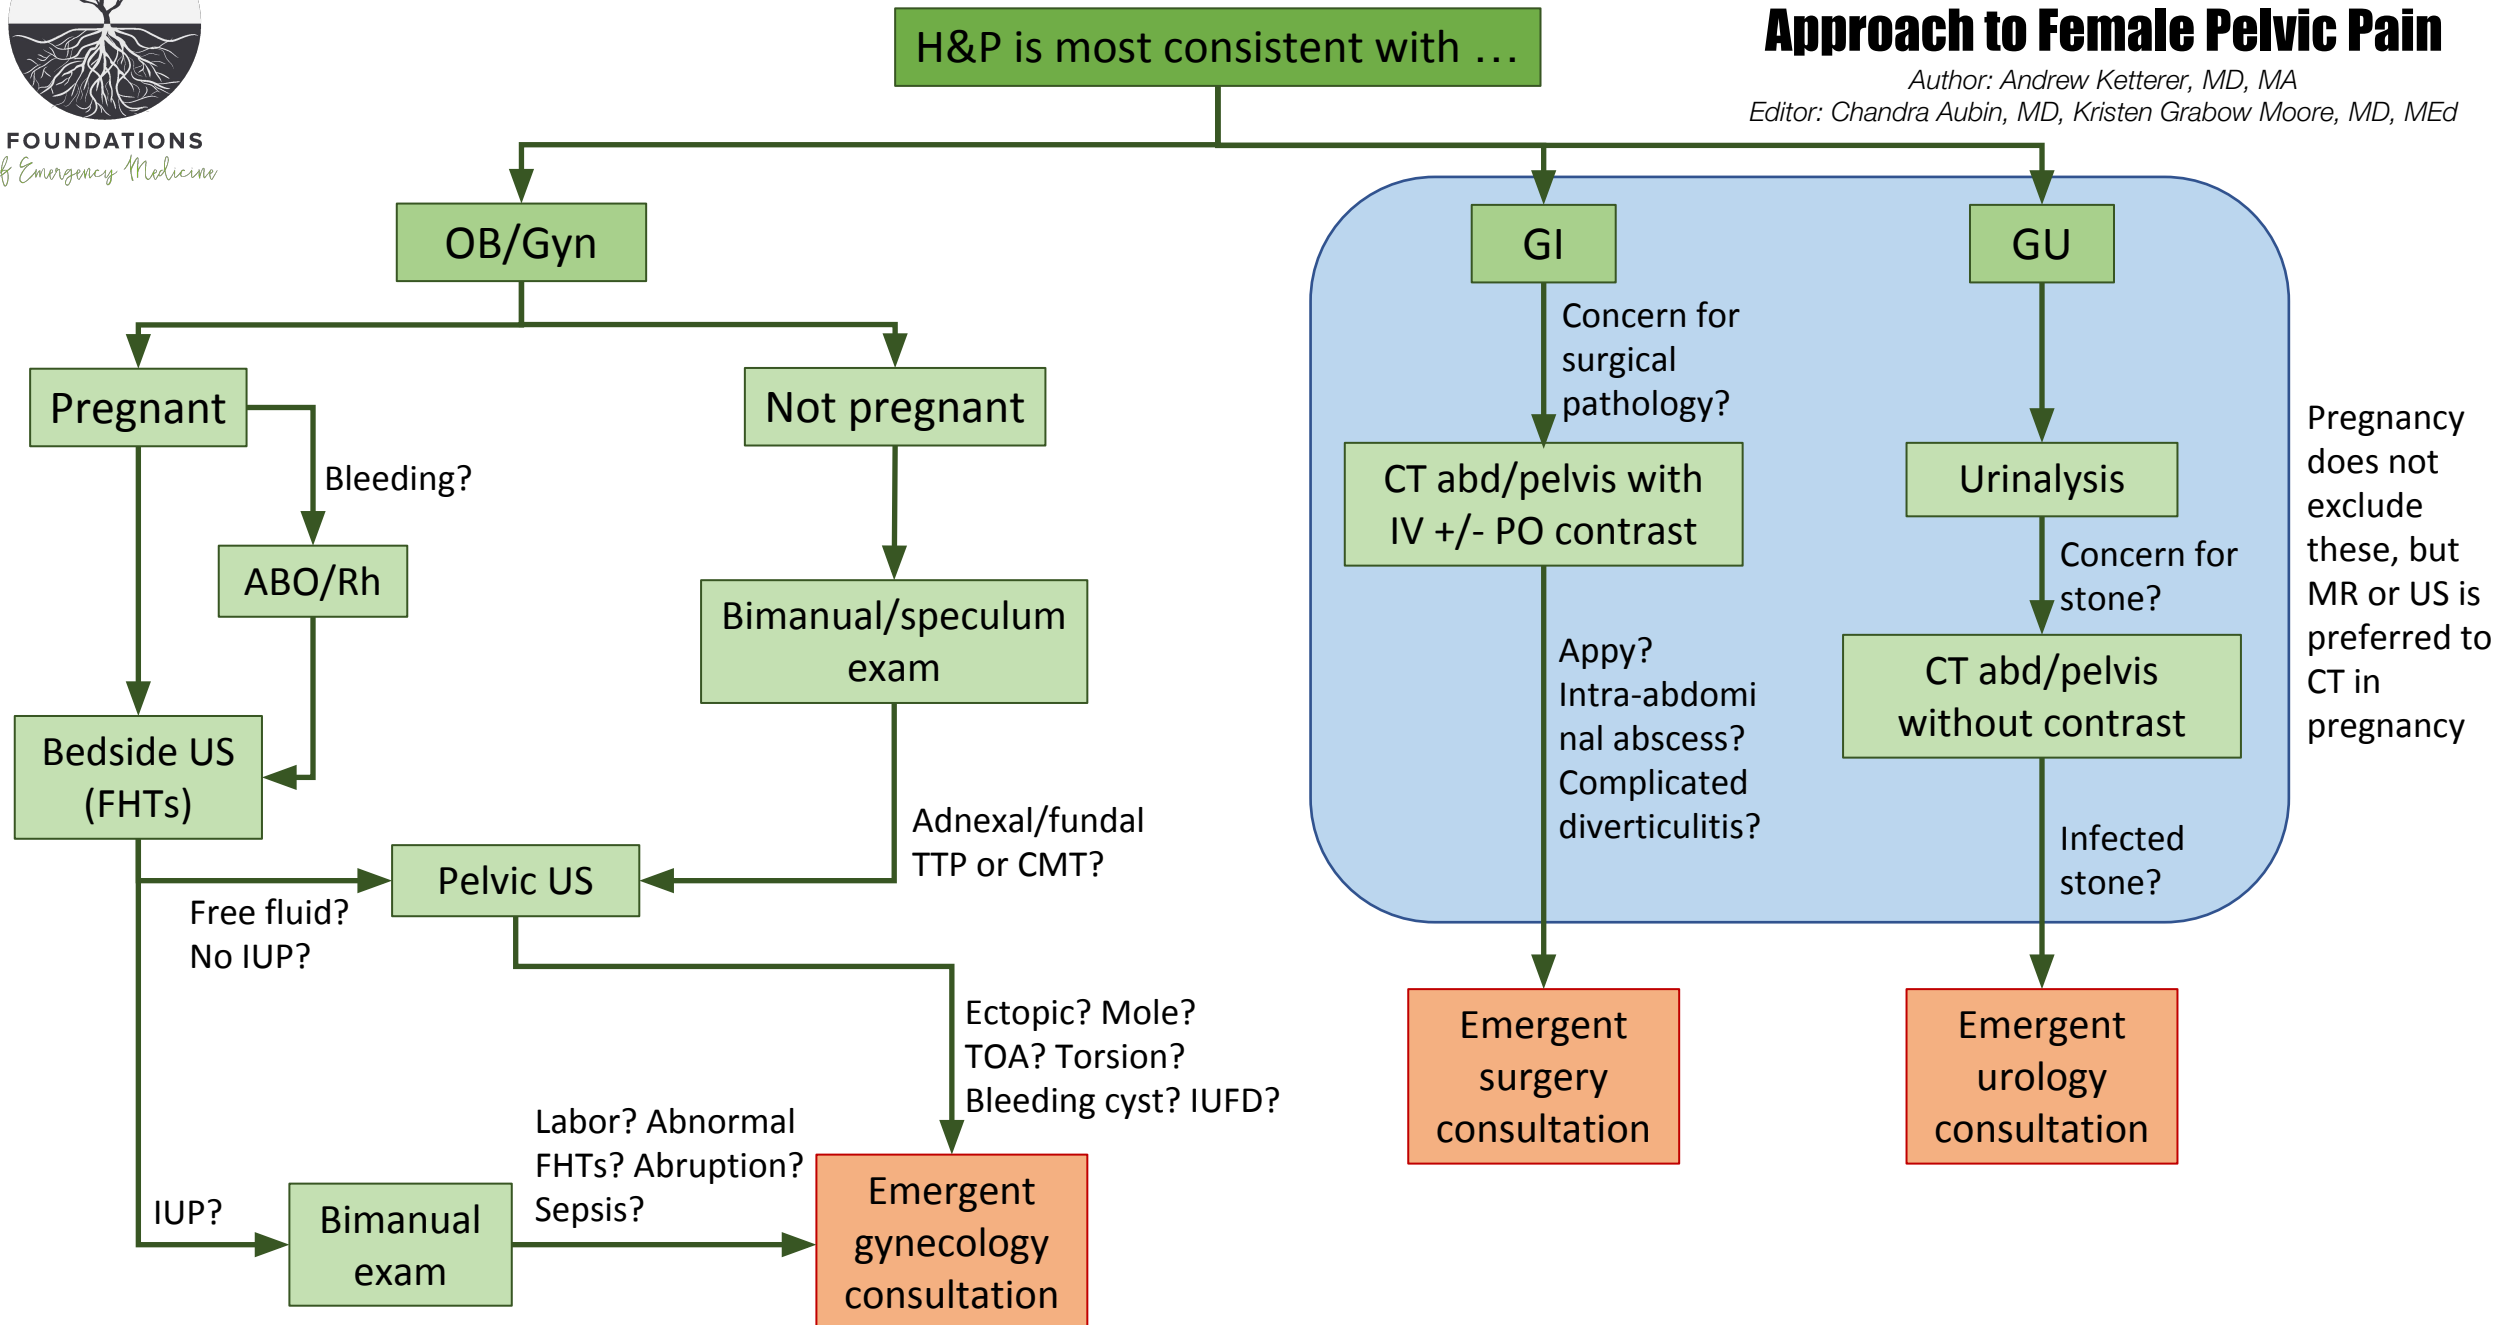 FOUNDATIONS
of Emergency Medicine
Approach to Female Pelvic Pain
Author: Andrew Ketterer, MD, MA
Editor: Chandra Aubin, MD, Kristen Grabow Moore, MD, MEd
H&P is most consistent with …
OB/Gyn
GI
GU
Pregnant
Not pregnant
Bleeding?
ABO/Rh
Bedside US
(FHTs)
Bimanual/speculum
exam
Adnexal/fundal
TTP or CMT?
Free fluid?
No IUP?
Pelvic US
Ectopic? Mole?
TOA? Torsion?
Bleeding cyst? IUFD?
IUP?
Bimanual
exam
Labor? Abnormal
FHTs? Abruption?
Sepsis?
Emergent
gynecology
consultation
Concern for
surgical
pathology?
CT abd/pelvis with
IV +/- PO contrast
Appy?
Intra-abdomi
nal abscess?
Complicated
diverticulitis?
Emergent
surgery
consultation
Urinalysis
Concern for
stone?
CT abd/pelvis
without contrast
Infected
stone?
Emergent
urology
consultation
Pregnancy
does not
exclude
these, but
MR or US is
preferred to
CT in
pregnancy